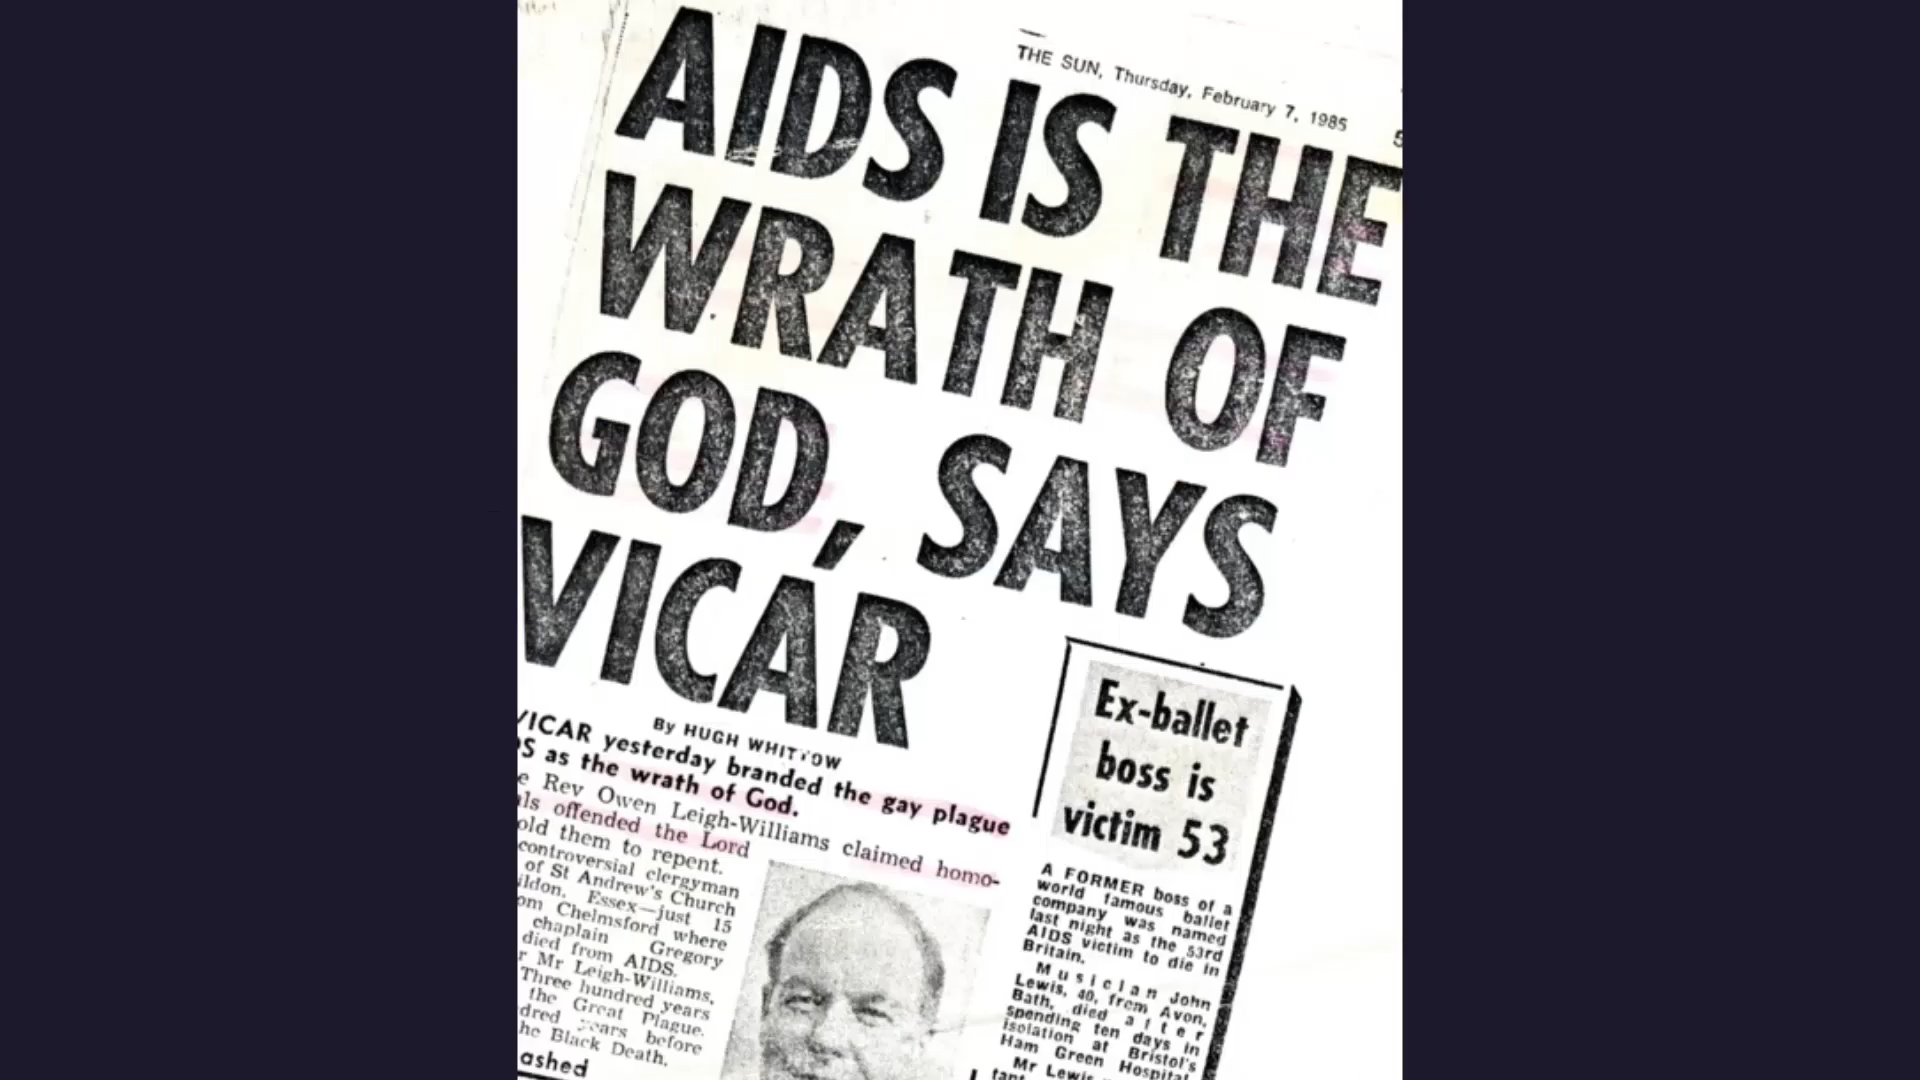 THE SUN, Thursday, February 7, 1985
AIDS IS THE
WRATH OF
GOD, SAYS
VICAR
By HUGH WHITTOW
VICAR yesterday branded the gay plague
as the wrath of God.
Rev Owen Leigh-Williams claimed homo-
offended the Lord
them to repent.
controversial clergyman
of St Andrew's Church
Essex—just 15
Chelmsford where
chaplain Gregory
died from AIDS.
Mr Leigh-Williams,
Three hundred years
the Great Plague.
years before
Black Death.
Ex-ballet
boss is
victim 53
A FORMER boss of a
world famous ballet
company was named
last night as the 53rd
AIDS victim to die in
Britain.
Musician John
Lewis, 40, from Avon,
Bath, died after
spending ten days in
isolation at Bristol's
Ham Green Hospital.
Mr Lewis